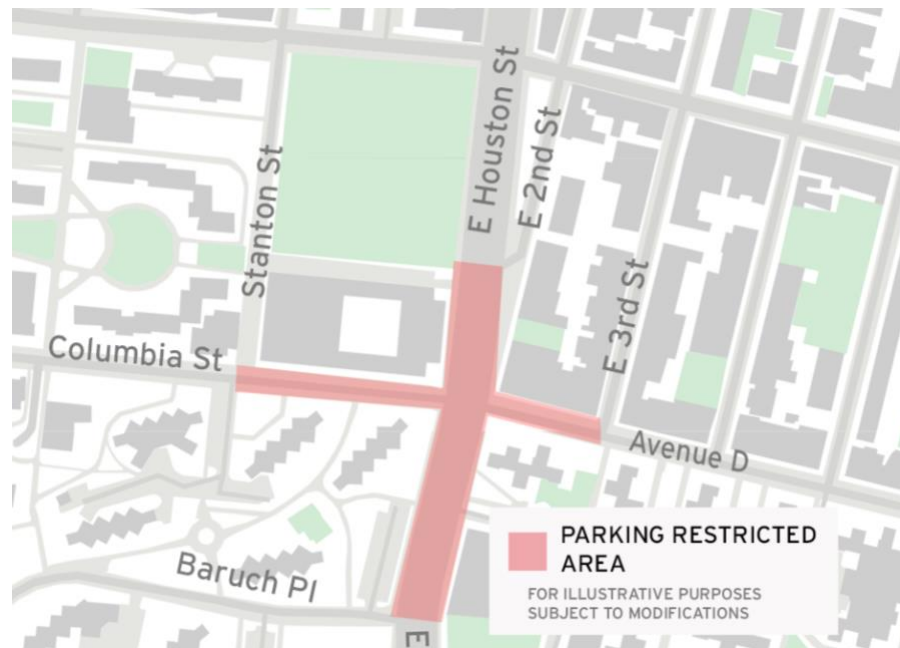 E Houston St
E 2nd St
Stanton St
E 3rd St
Columbia St
Avenue D
PARKING RESTRICTED
AREA
FOR ILLUSTRATIVE PURPOSES
SUBJECT TO MODIFICATIONS
Baruch Pl
E